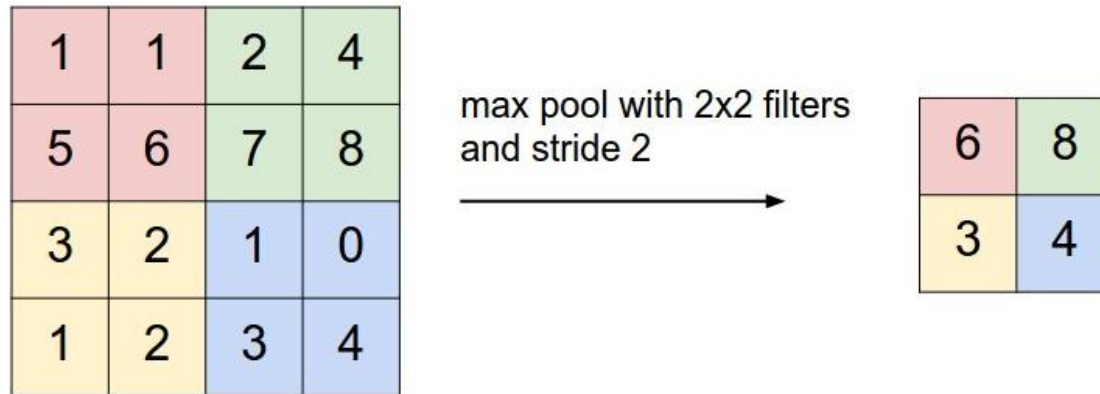 1 1 2 4
5 6 7 8
3 2 1 0
1 2 3 4
max pool with 2x2 filters
and stride 2
6 8
3 4